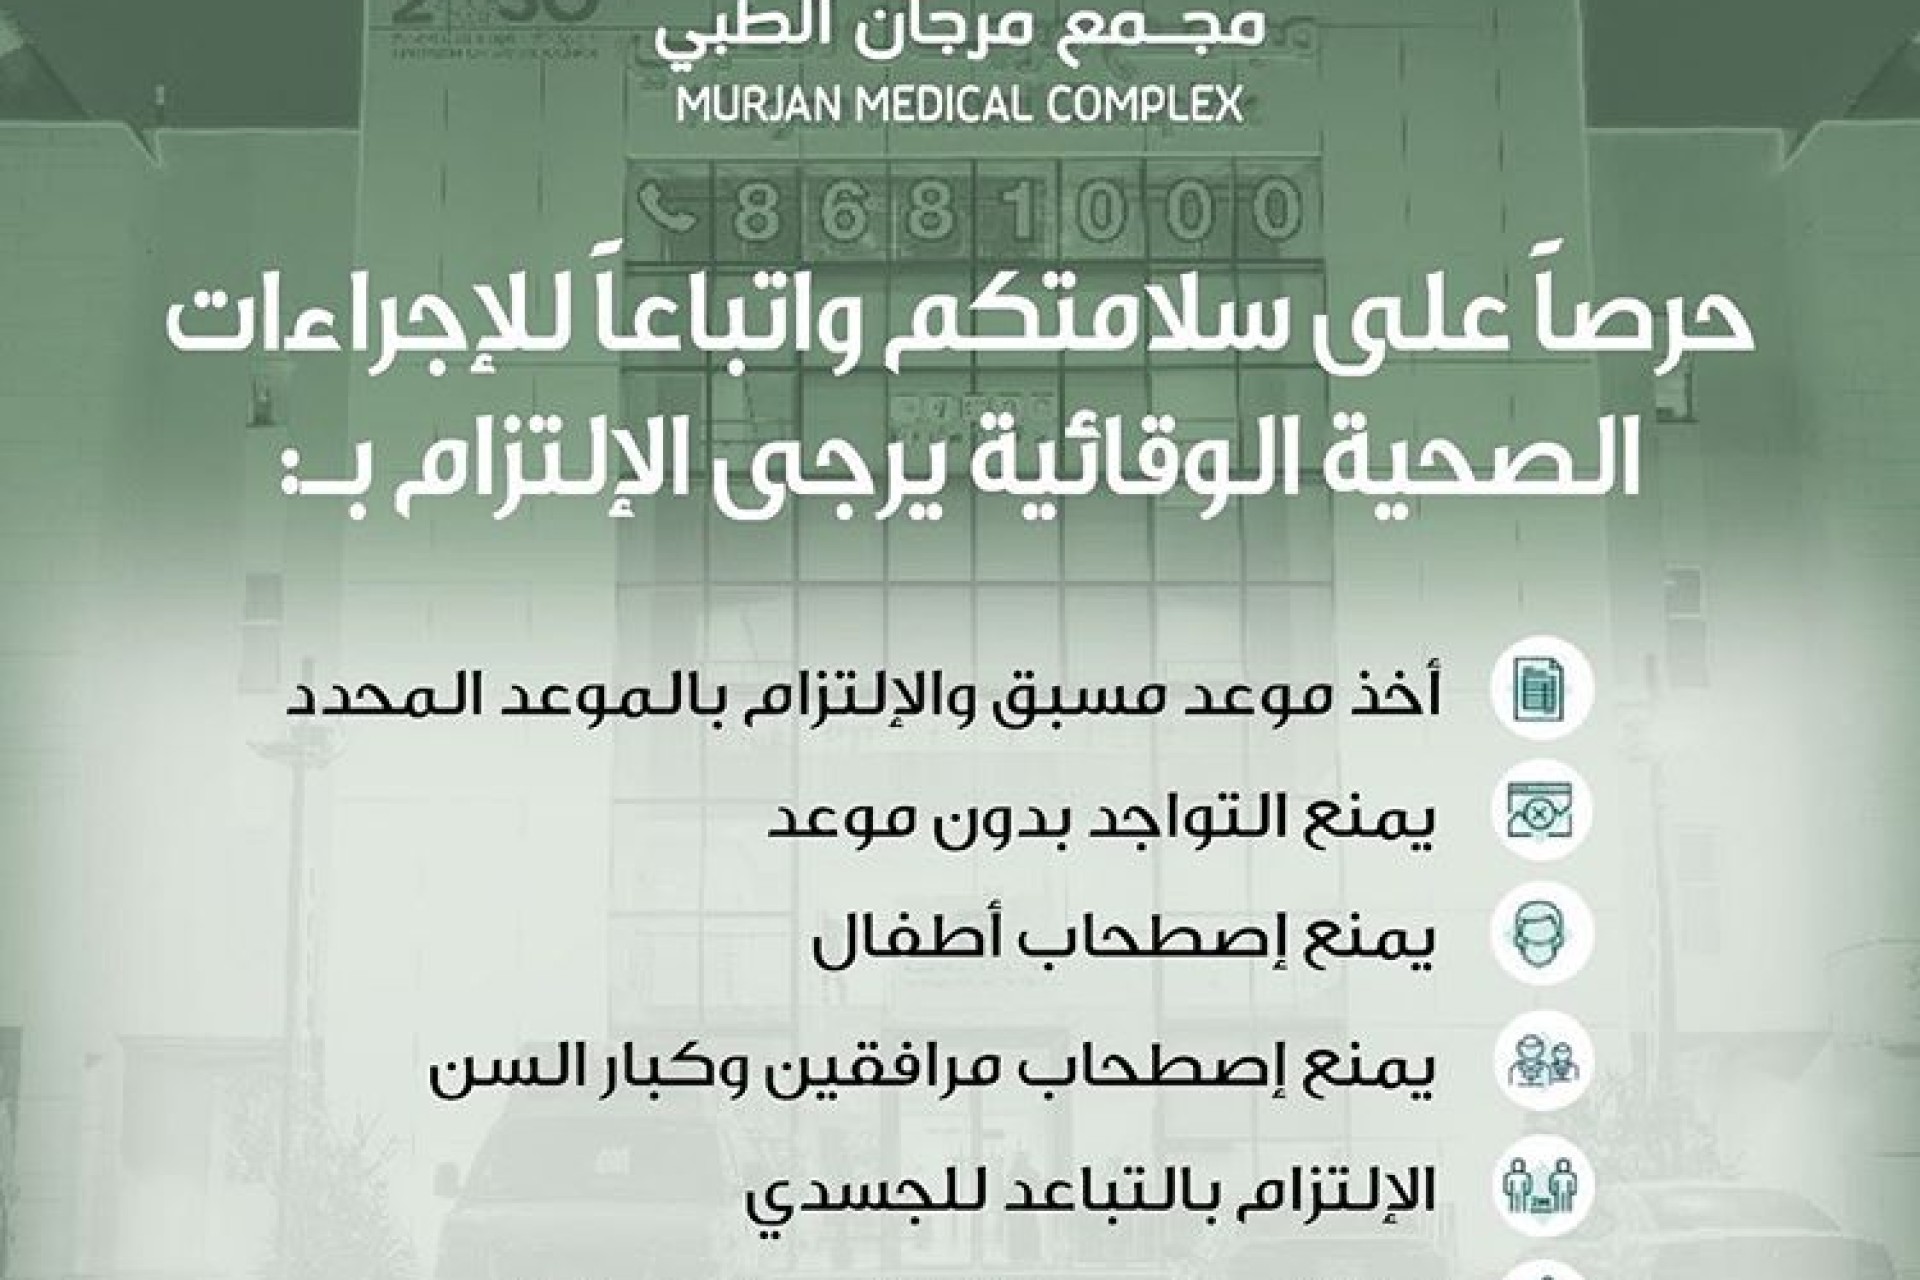 2030
مجمع مرجان الطبي
MURJAN MEDICAL COMPLEX
8681000
حرصاً على سلامتكم واتباعاً للإجراءات
الصحية الوقائية يرجى الإلتزام بـ:
أخذ موعد مسبق والإلتزام بالموعد المحدد
يمنع التواجد بدون موعد
يمنع إصطحاب أطفال
يمنع إصطحاب مرافقين وكبار السن
الإلتزام بالتباعد للجسدي